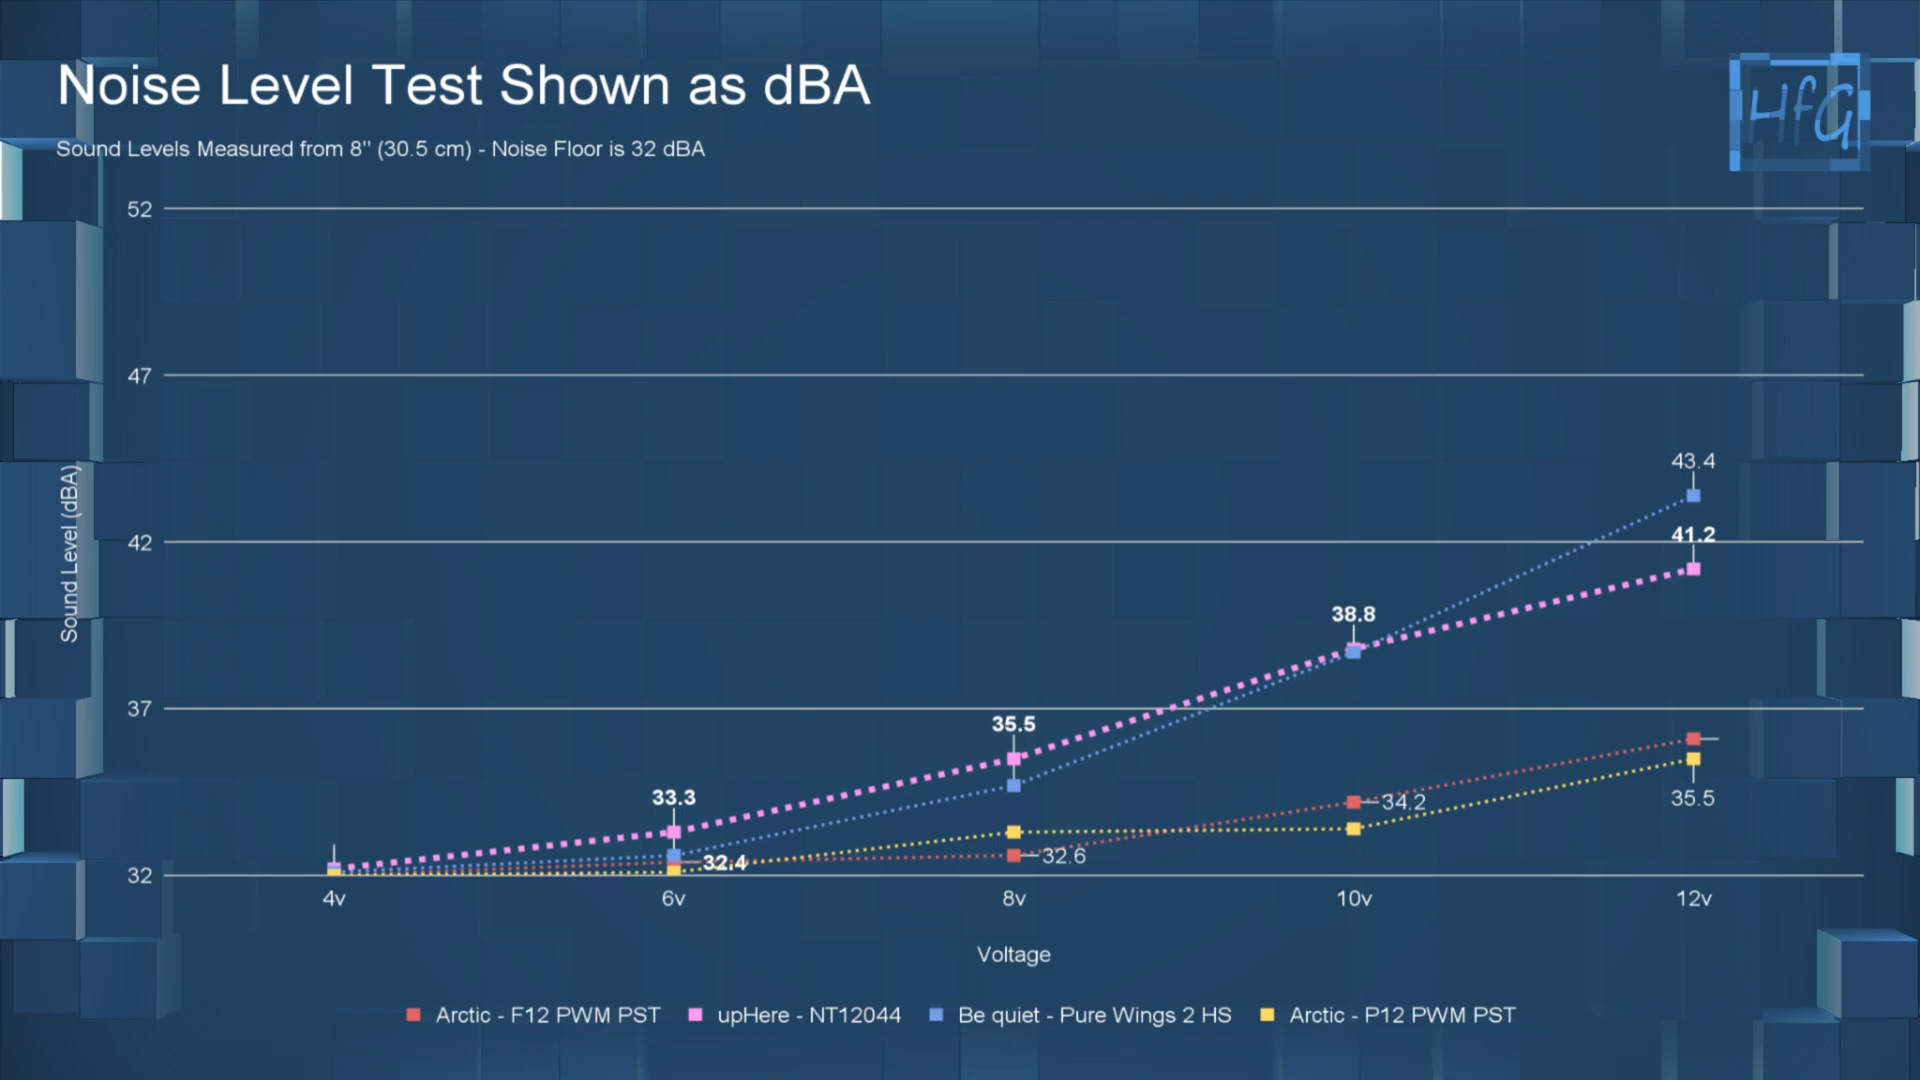 Noise Level Test Shown as dBA
HfG
Sound Levels Measured from 8" (30.5 cm) - Noise Floor is 32 dBA
52
47
42
37
32
Sound Level (dBA)
43.4
41.2
38.8
35.5
33.3
32.4
32.6
34.2
35.5
4v
6v
8v
10v
12v
Voltage
Arctic - F12 PWM PST
upHere - NT12044
Be quiet - Pure Wings 2 HS
Arctic - P12 PWM PST